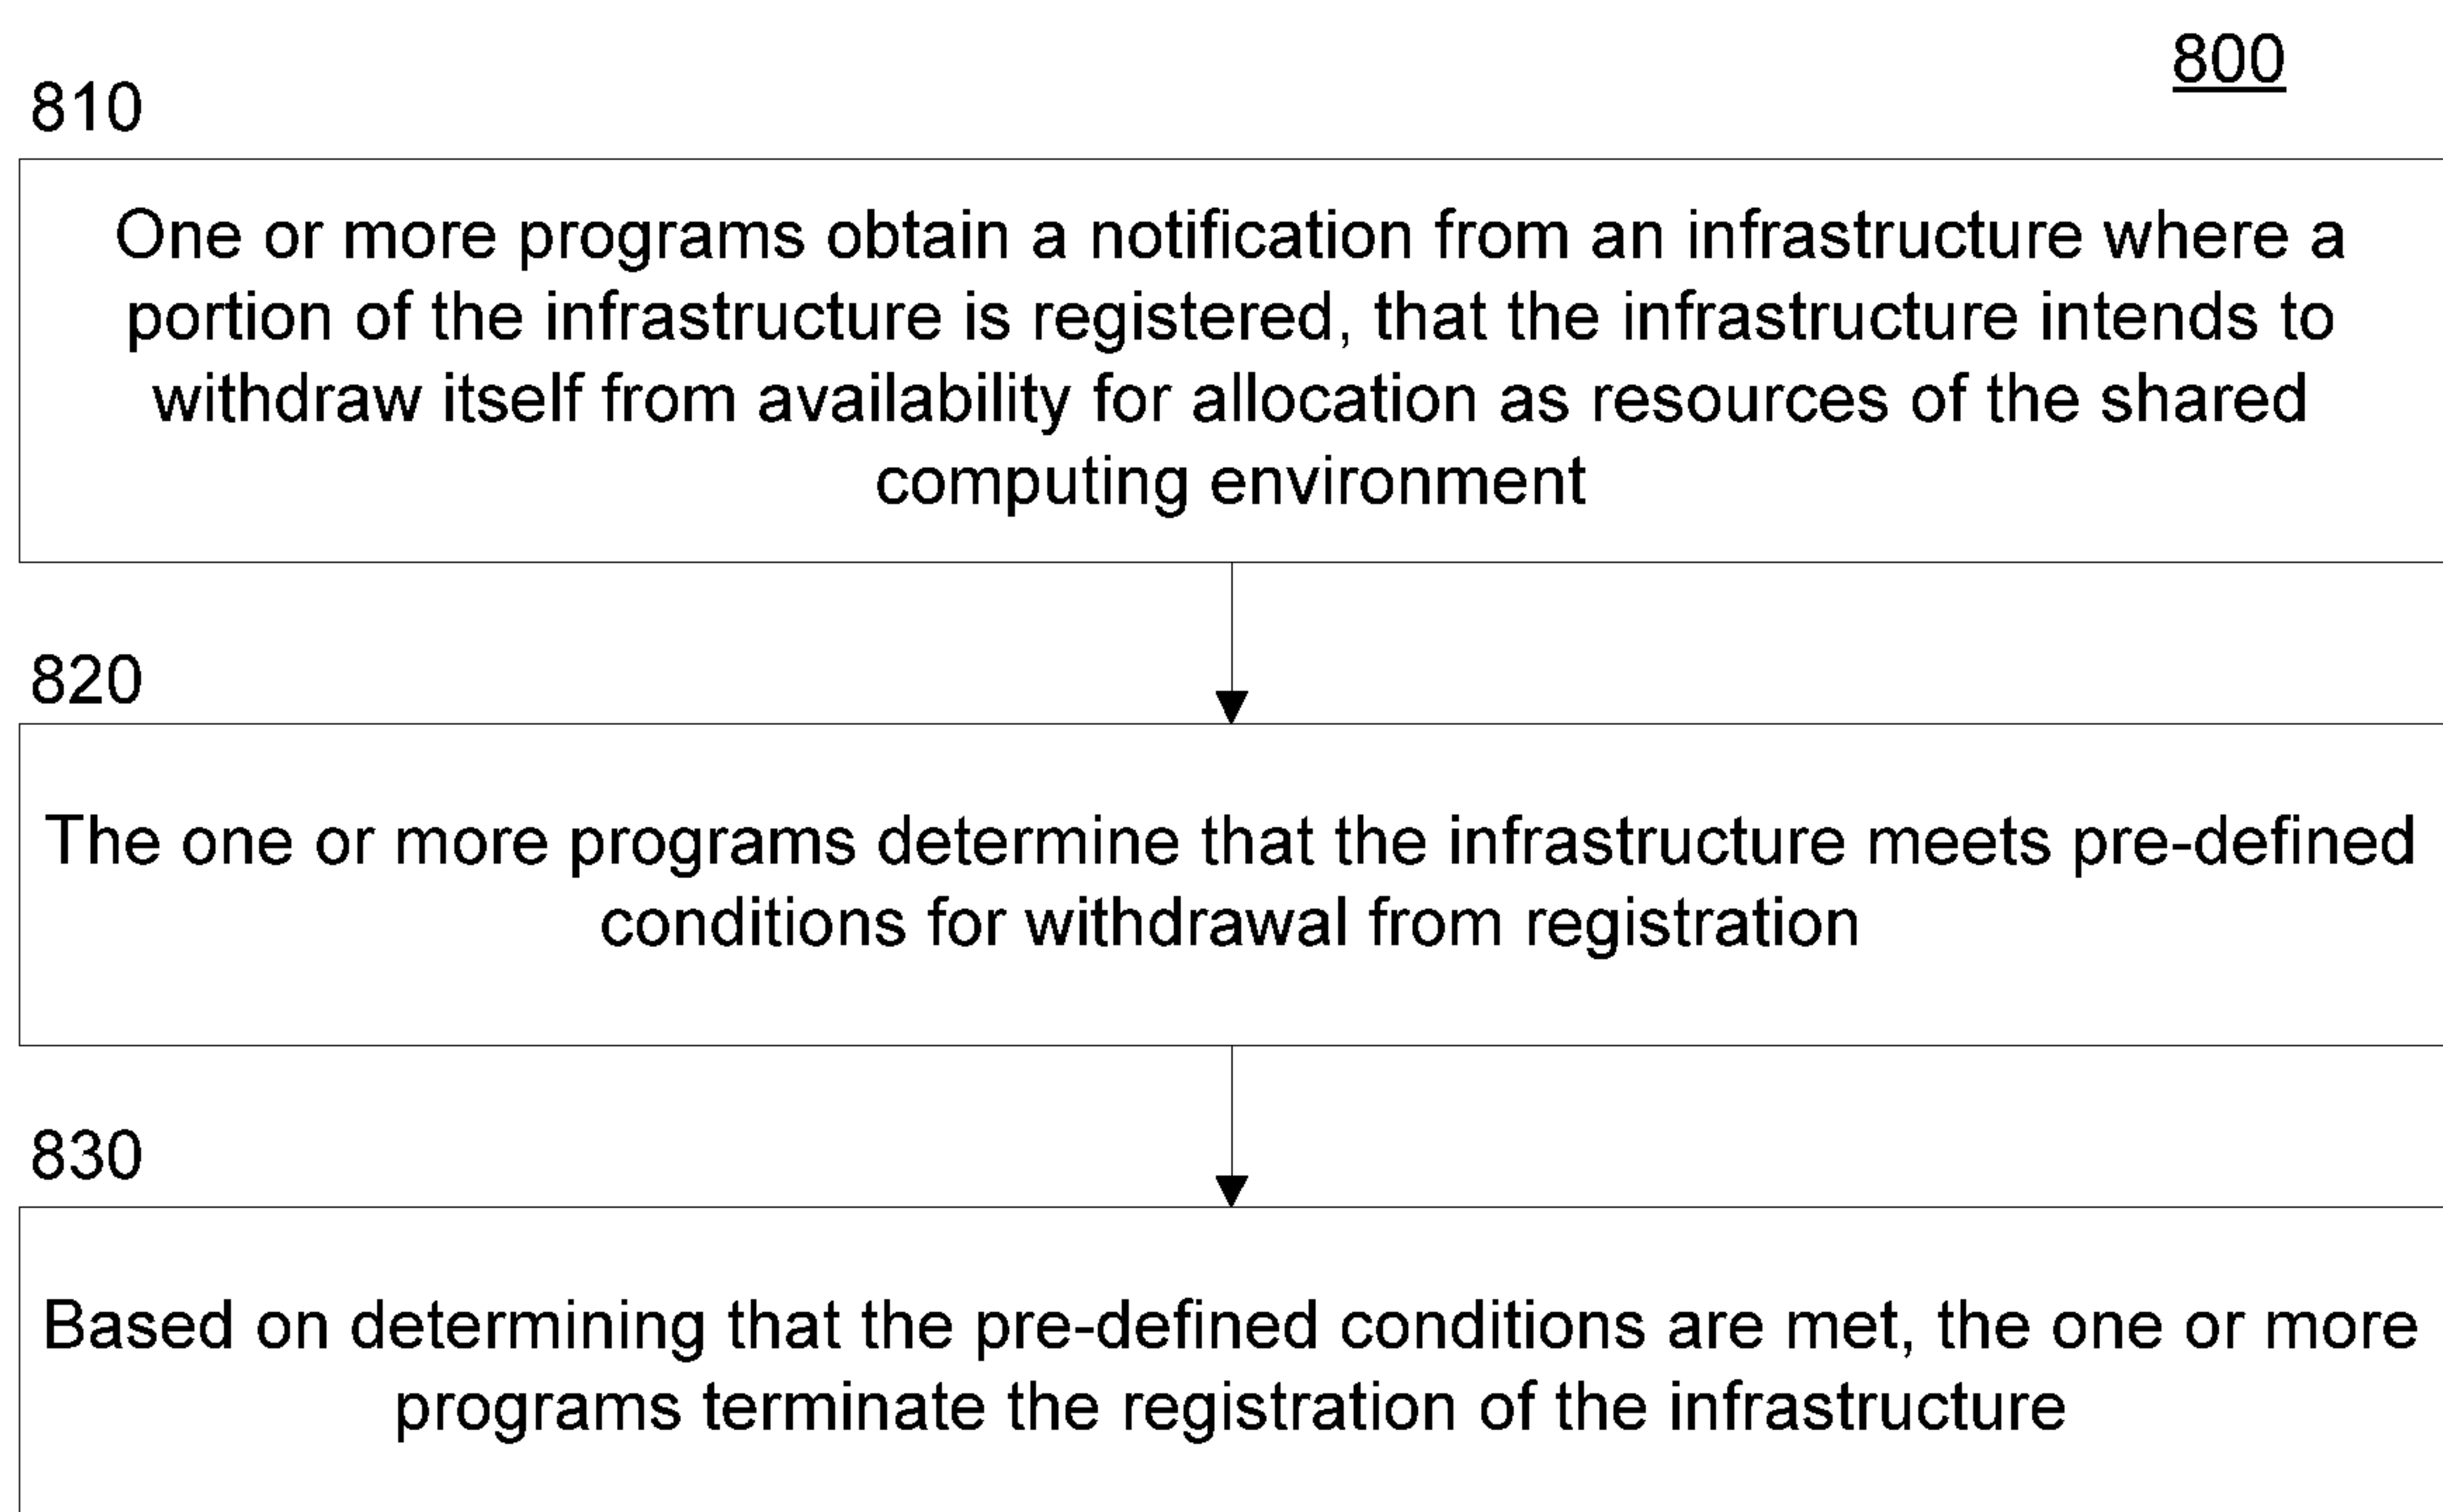 800
810
One or more programs obtain a notification from an infrastructure where a
portion of the infrastructure is registered, that the infrastructure intends to
withdraw itself from availability for allocation as resources of the shared
computing environment
820
The one or more programs determine that the infrastructure meets pre-defined
conditions for withdrawal from registration
830
Based on determining that the pre-defined conditions are met, the one or more
programs terminate the registration of the infrastructure